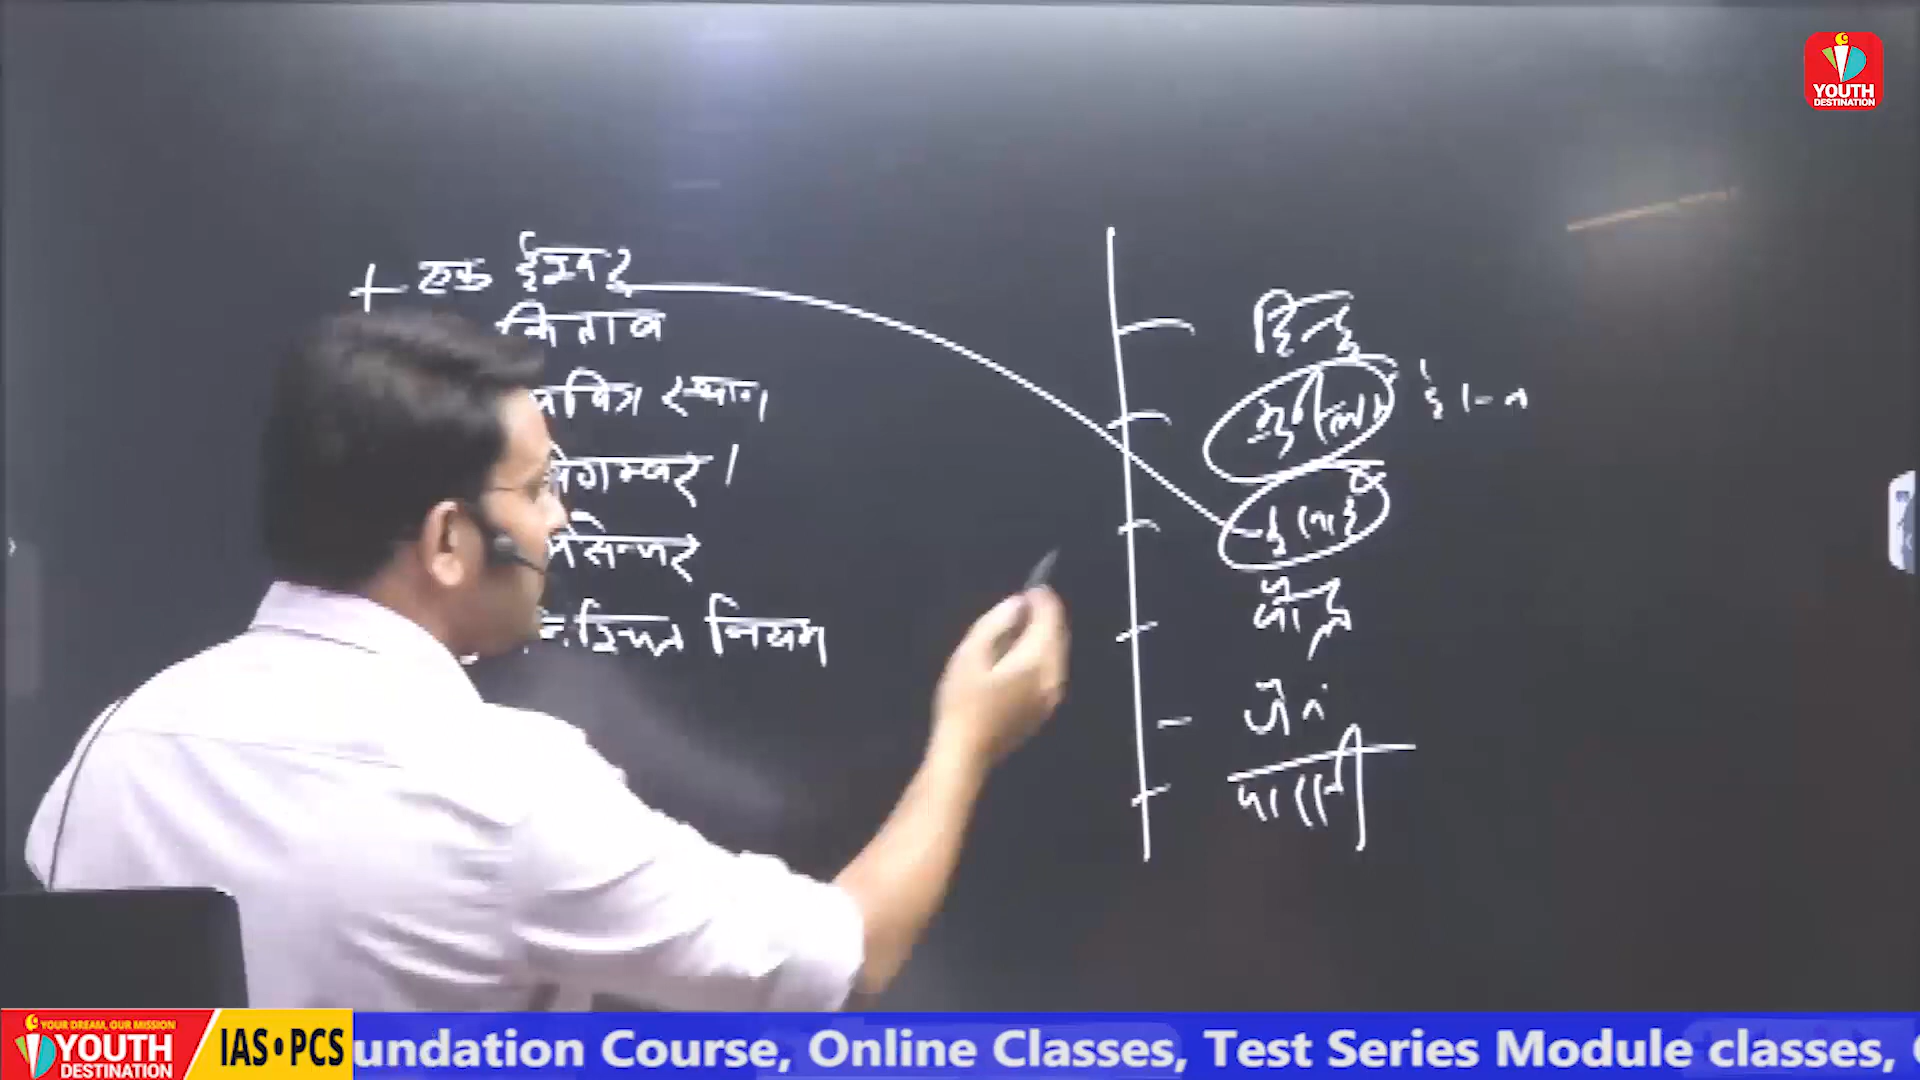 YOUTH
DESTINATION
एक ईश्वर
किताब
पवित्र स्थान
पैगम्बर
मैसेन्जर
निश्चित नियम
हिन्दू
मुस्लिम
ईसाई
बौद्ध
जैन
पारसी
YOUR DREAM, OUR MISSION
YOUTH
DESTINATION
IAS•PCS
undation Course, Online Classes, Test Series Module classes,